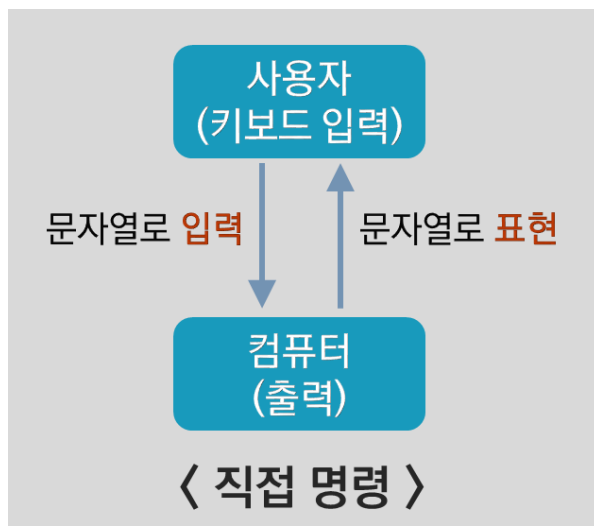 사용자
(키보드 입력)
문자열로 입력
문자열로 표현
컴퓨터
(출력)
〈 직접 명령 〉